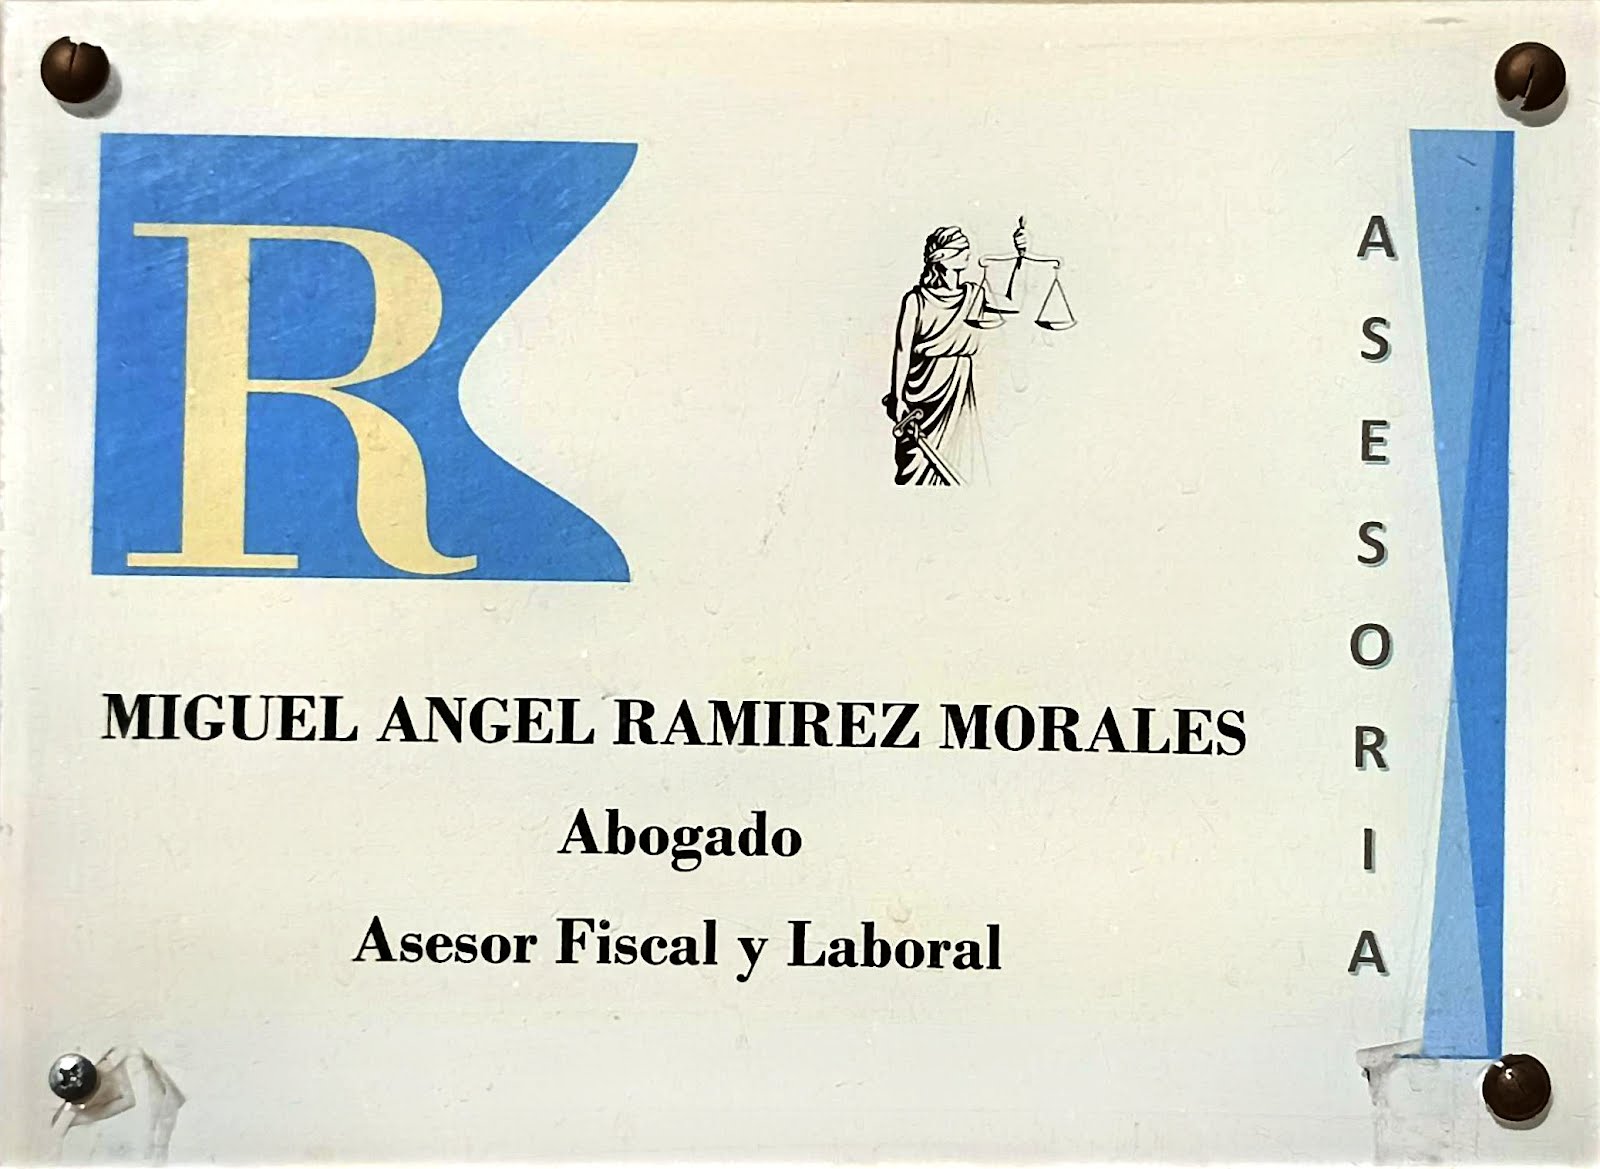 R
MIGUEL ANGEL RAMIREZ MORALES
Abogado
Asesor Fiscal y Laboral
ASESORIA